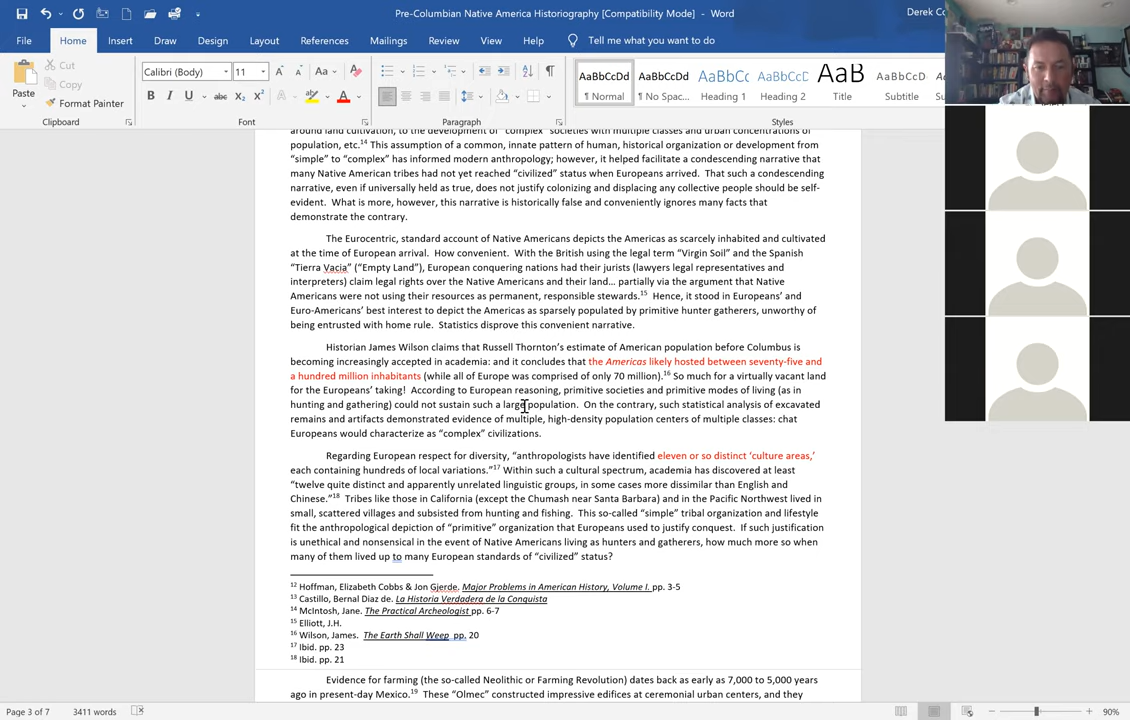 Pre-Columbian Native America Historiography [Compatibility Mode] - Word
Derek Co
File Home Insert Draw Design Layout References Mailings Review View Help Tell me what you want to do
Paste
Cut
Copy
Format Painter
Clipboard
Calibri (Body) 11
Font
Paragraph
AaBbCcDd AaBbCcDd AaBbCc AaBbCcD AaB AaBbCcD
¶ Normal ¶ No Spac... Heading 1 Heading 2 Title Subtitle
Styles
around land cultivation, to the development of "complex" societies with multiple classes and urban concentrations of
population, etc.14 This assumption of a common, innate pattern of human, historical organization or development from
"simple" to "complex" has informed modern anthropology; however, it helped facilitate a condescending narrative that
many Native American tribes had not yet reached "civilized" status when Europeans arrived. That such a condescending
narrative, even if universally held as true, does not justify colonizing and displacing any collective people should be self-
evident. What is more, however, this narrative is historically false and conveniently ignores many facts that
demonstrate the contrary.
The Eurocentric, standard account of Native Americans depicts the Americas as scarcely inhabited and cultivated
at the time of European arrival. How convenient. With the British using the legal term "Virgin Soil" and the Spanish
"Tierra Vacia" ("Empty Land"), European conquering nations had their jurists (lawyers legal representatives and
interpreters) claim legal rights over the Native Americans and their land... partially via the argument that Native
Americans were not using their resources as permanent, responsible stewards.15 Hence, it stood in Europeans' and
Euro-Americans' best interest to depict the Americas as sparsely populated by primitive hunter gatherers, unworthy of
being entrusted with home rule. Statistics disprove this convenient narrative.
Historian James Wilson claims that Russell Thornton's estimate of American population before Columbus is
becoming increasingly accepted in academia: and it concludes that the Americas likely hosted between seventy-five and
a hundred million inhabitants (while all of Europe was comprised of only 70 million).16 So much for a virtually vacant land
for the Europeans' taking! According to European reasoning, primitive societies and primitive modes of living (as in
hunting and gathering) could not sustain such a large population. On the contrary, such statistical analysis of excavated
remains and artifacts demonstrated evidence of multiple, high-density population centers of multiple classes: chat
Europeans would characterize as "complex" civilizations.
Regarding European respect for diversity, "anthropologists have identified eleven or so distinct 'culture areas,'
each containing hundreds of local variations."17 Within such a cultural spectrum, academia has discovered at least
"twelve quite distinct and apparently unrelated linguistic groups, in some cases more dissimilar than English and
Chinese."18 Tribes like those in California (except the Chumash near Santa Barbara) and in the Pacific Northwest lived in
small, scattered villages and subsisted from hunting and fishing. This so-called "simple" tribal organization and lifestyle
fit the anthropological depiction of "primitive" organization that Europeans used to justify conquest. If such justification
is unethical and nonsensical in the event of Native Americans living as hunters and gatherers, how much more so when
many of them lived up to many European standards of "civilized" status?
12 Hoffman, Elizabeth Cobbs & Jon Gjerde. Major Problems in American History, Volume I. pp. 3-5
13 Castillo, Bernal Diaz de. La Historia Verdadera de la Conquista
14 McIntosh, Jane. The Practical Archeologist pp. 6-7
15 Elliott, J.H.
16 Wilson, James. The Earth Shall Weep pp. 20
17 Ibid. pp. 23
18 Ibid. pp. 21
Evidence for farming (the so-called Neolithic or Farming Revolution) dates back as early as 7,000 to 5,000 years
ago in present-day Mexico.19 These "Olmec" constructed impressive edifices at ceremonial urban centers, and they
Page 3 of 7 3411 words 90%